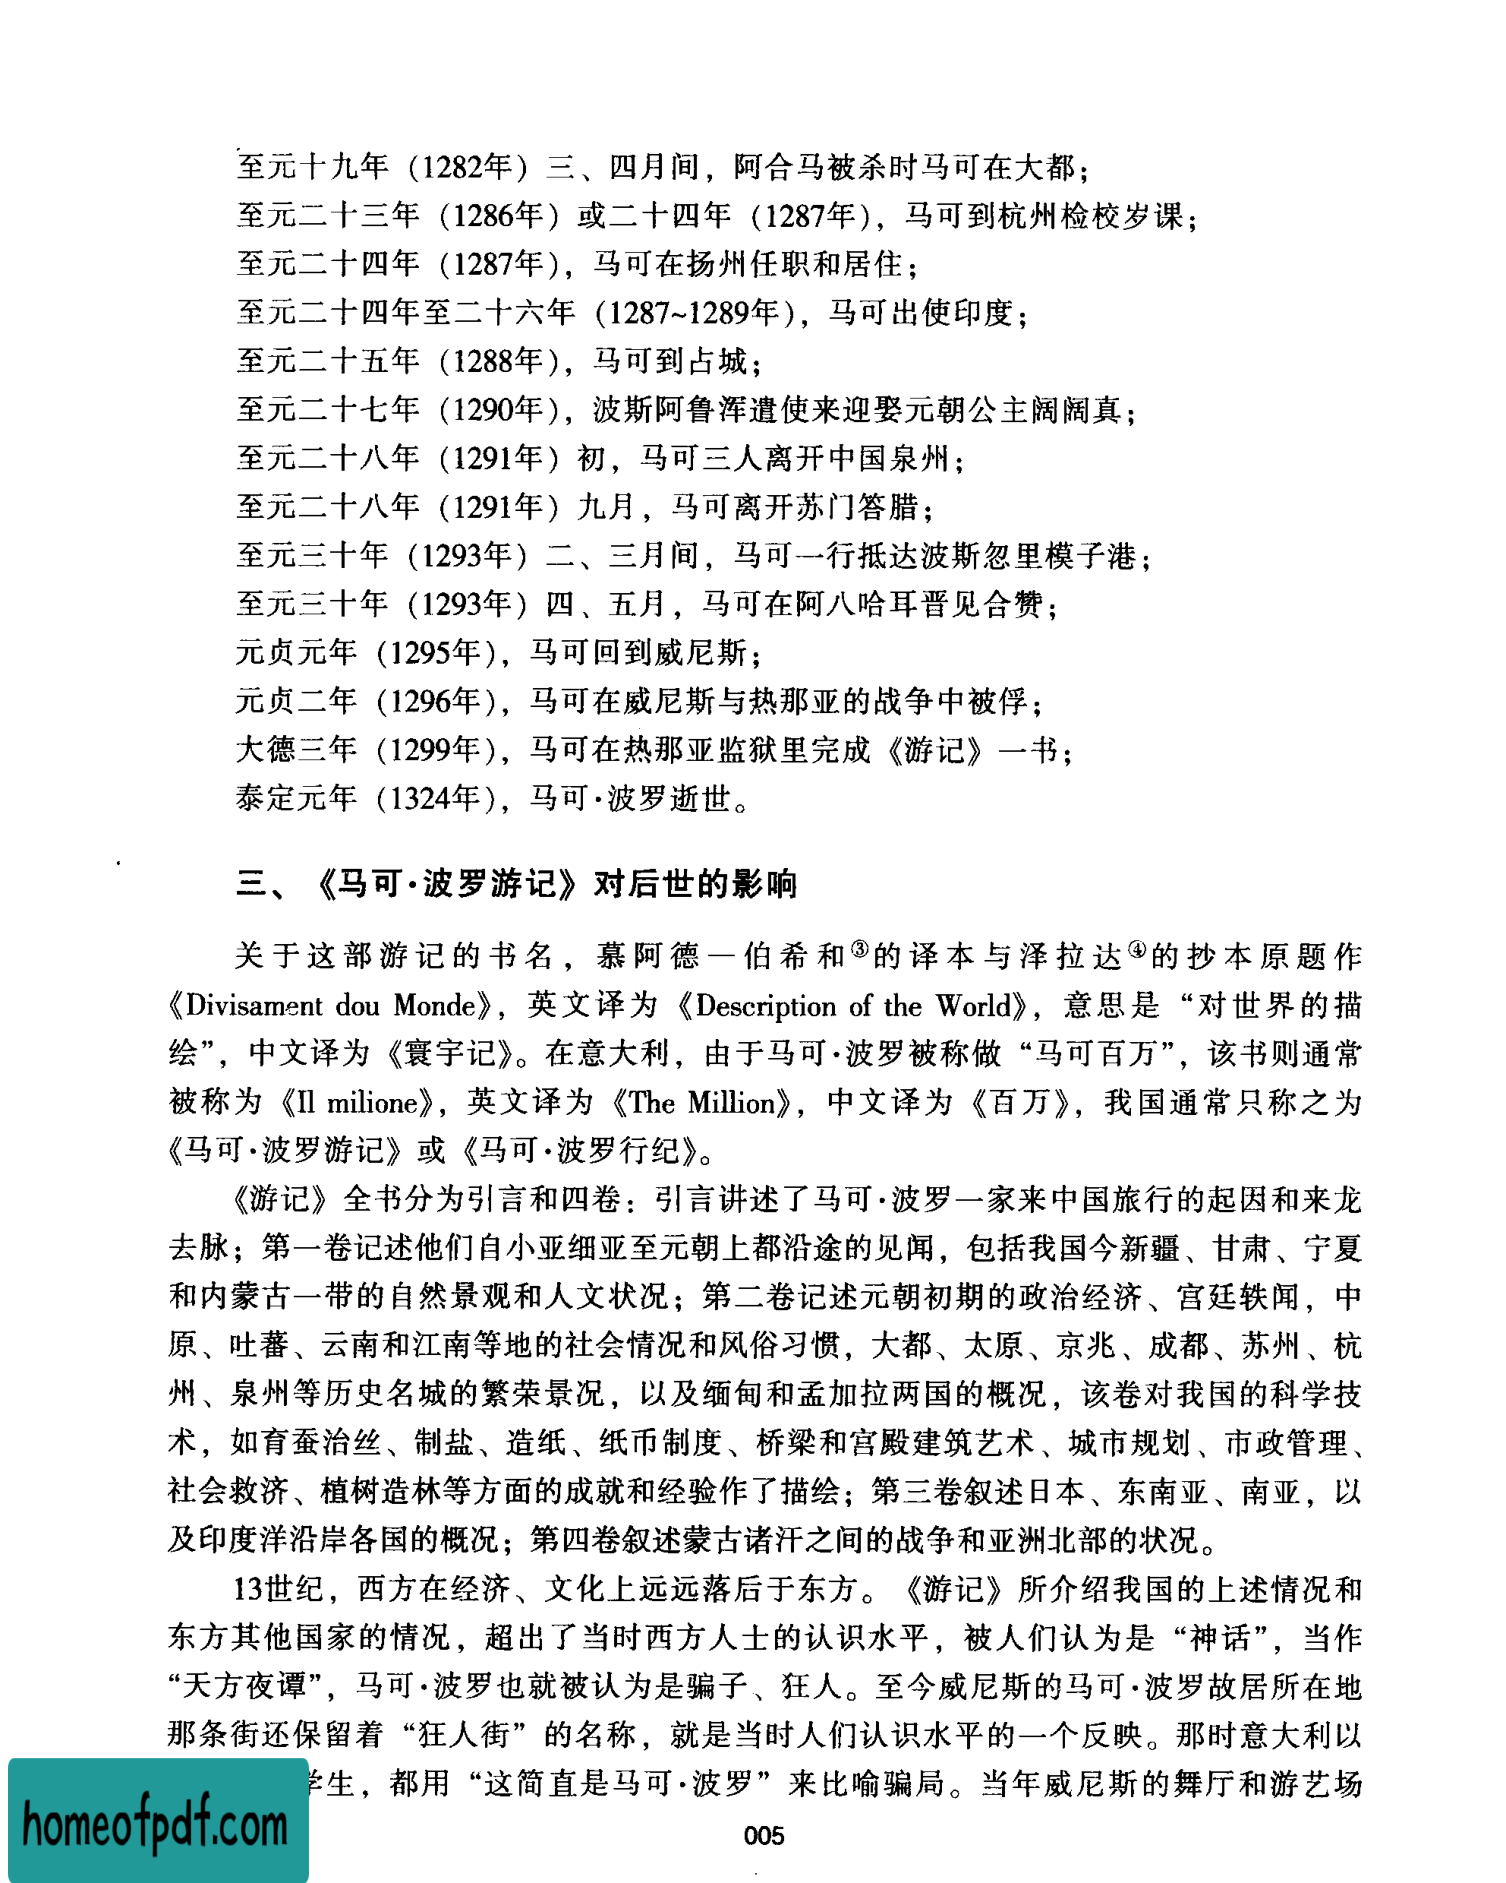 至元十九年（1282年）三、四月间，阿合马被杀时马可在大都；
至元二十三年（1286年）或二十四年（1287年），马可到杭州检校岁课；
至元二十四年（1287年），马可在扬州任职和居住；
至元二十四年至二十六年（1287~1289年），马可出使印度；
至元二十五年（1288年），马可到占城；
至元二十七年（1290年），波斯阿鲁浑遣使来迎娶元朝公主阔阔真；
至元二十八年（1291年）初，马可三人离开中国泉州；
至元二十八年（1291年）九月，马可离开苏门答腊；
至元三十年（1293年）二、三月间，马可一行抵达波斯忽里模子港；
至元三十年（1293年）四、五月，马可在阿八哈耳晋见合赞；
元贞元年（1295年），马可回到威尼斯；
元贞二年（1296年），马可在威尼斯与热那亚的战争中被俘；
大德三年（1299年），马可在热那亚监狱里完成《游记》一书；
泰定元年（1324年），马可·波罗逝世。
三、《马可·波罗游记》对后世的影响
关于这部游记的书名，慕阿德—伯希和③的译本与泽拉达④的抄本原题作
《Divisament dou Monde》，英文译为《Description of the World》，意思是“对世界的描
绘”，中文译为《寰宇记》。在意大利，由于马可·波罗被称做“马可百万”，该书则通常
被称为《Il milione》，英文译为《The Million》，中文译为《百万》，我国通常只称之为
《马可·波罗游记》或《马可·波罗行纪》。
《游记》全书分为引言和四卷：引言讲述了马可·波罗一家来中国旅行的起因和来龙
去脉；第一卷记述他们自小亚细亚至元朝上都沿途的见闻，包括我国今新疆、甘肃、宁夏
和内蒙古一带的自然景观和人文状况；第二卷记述元朝初期的政治经济、宫廷轶闻，中
原、吐蕃、云南和江南等地的社会情况和风俗习惯，大都、太原、京兆、成都、苏州、杭
州、泉州等历史名城的繁荣景况，以及缅甸和孟加拉两国的概况，该卷对我国的科学技
术，如育蚕治丝、制盐、造纸、纸币制度、桥梁和宫殿建筑艺术、城市规划、市政管理、
社会救济、植树造林等方面的成就和经验作了描绘；第三卷叙述日本、东南亚、南亚，以
及印度洋沿岸各国的概况；第四卷叙述蒙古诸汗之间的战争和亚洲北部的状况。
13世纪，西方在经济、文化上远远落后于东方。《游记》所介绍我国的上述情况和
东方其他国家的情况，超出了当时西方人士的认识水平，被人们认为是“神话”，当作
“天方夜谭”，马可·波罗也就被认为是骗子、狂人。至今威尼斯的马可·波罗故居所在地
那条街还保留着“狂人街”的名称，就是当时人们认识水平的一个反映。那时意大利以
学生，都用“这简直是马可·波罗”来比喻骗局。当年威尼斯的舞厅和游艺场
homeofpdf.com
005